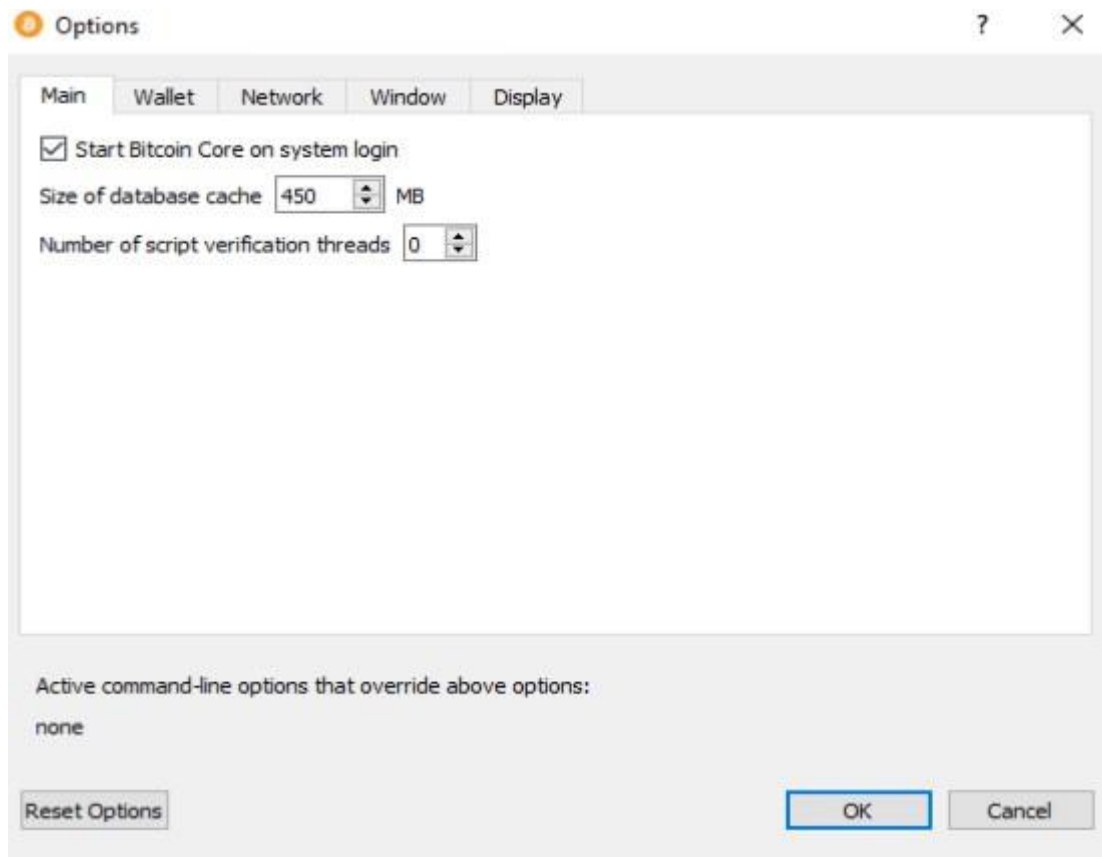 Options
?
Main Wallet Network Window Display
Start Bitcoin Core on system login
Size of database cache 450 MB
Number of script verification threads 0
Active command-line options that override above options:
none
Reset Options OK Cancel